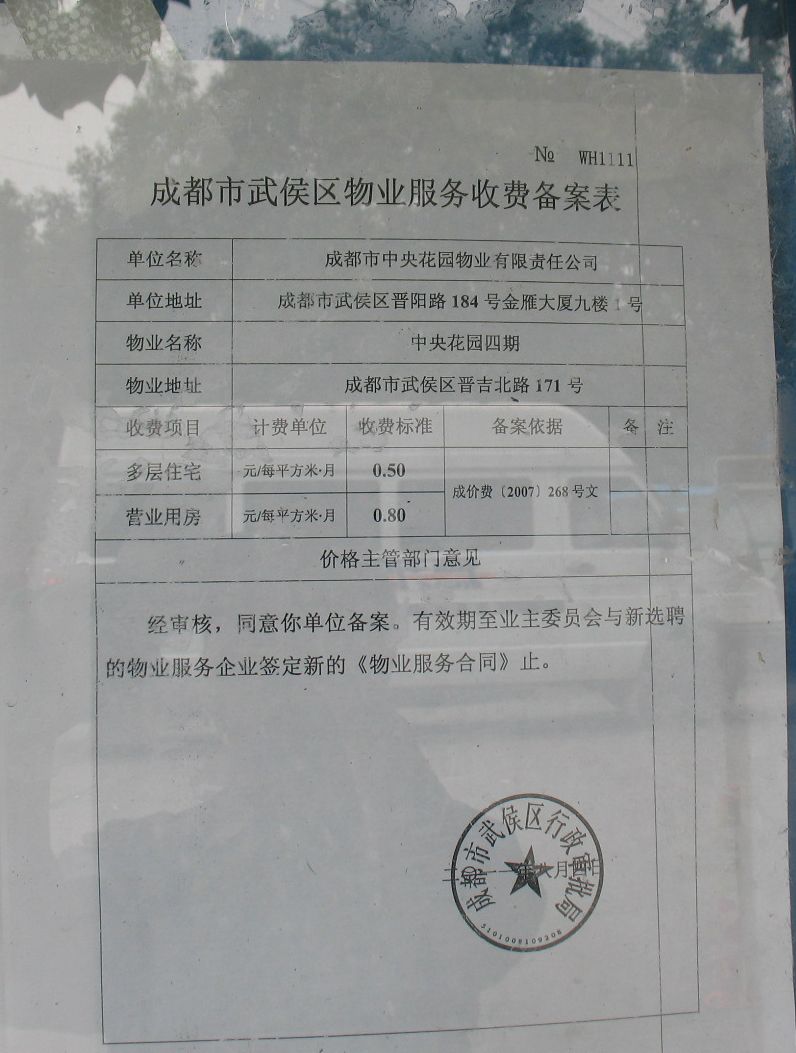 № WH1111
成都市武侯区物业服务收费备案表
单位名称 成都市中央花园物业有限责任公司
单位地址 成都市武侯区晋阳路 184 号金雁大厦九楼 1 号
物业名称 中央花园四期
物业地址 成都市武侯区晋吉北路 171 号
收费项目 计费单位 收费标准 备案依据 备 注
多层住宅 元/每平方米·月 0.50
成价费〔2007〕268 号文
营业用房 元/每平方米·月 0.80
价格主管部门意见
经审核，同意你单位备案。有效期至业主委员会与新选聘
的物业服务企业签定新的《物业服务合同》止。
成都市武侯区行政审批局
年八月
5101008109208